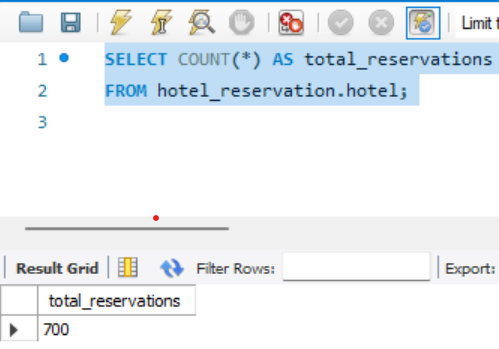 Limit t
1 SELECT COUNT(*) AS total_reservations
2 FROM hotel_reservation.hotel;
3
Result Grid Filter Rows: Export:
total_reservations
700